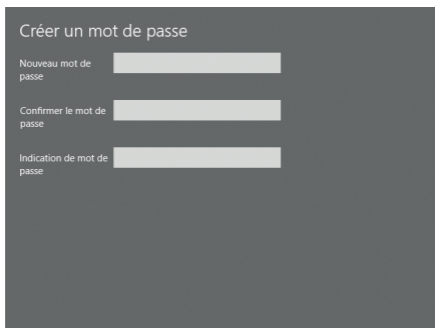 Créer un mot de passe
Nouveau mot de
passe
Confirmer le mot de
passe
Indication de mot de
passe